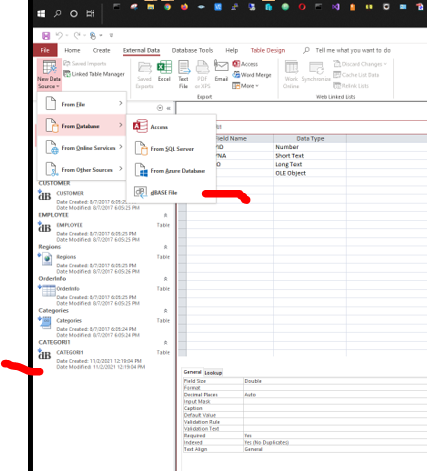 File Home Create External Data Database Tools Help Table Design Tell me what you want to do
New Data Source Saved Imports Linked Table Manager
Saved Exports Excel Text File PDF or XPS Email Access Word Merge More
Work Online Synchronize Discard Changes Cache List Data Relink Lists
Export Web Linked Lists
From File
From Database
From Online Services
From Other Sources
Access
From SQL Server
From Azure Database
dBASE File
Field Name Data Type
Number
Short Text
Long Text
OLE Object
CUSTOMER
dB CUSTOMER
Date Created: 8/7/2017 6:05:2
Date Modified: 8/7/2017 6:05:25 PM
EMPLOYEE
dB EMPLOYEE Table
Date Created: 8/7/2017 6:05:25 PM
Date Modified: 8/7/2017 6:05:25 PM
Regions
Regions Table
Date Created: 8/7/2017 6:05:25 PM
Date Modified: 8/7/2017 6:05:26 PM
OrderInfo
OrderInfo Table
Date Created: 8/7/2017 6:05:25 PM
Date Modified: 8/7/2017 6:05:25 PM
Categories
Categories Table
Date Created: 8/7/2017 6:05:24 PM
Date Modified: 8/7/2017 6:05:24 PM
CATEGORI1
dB CATEGORI1 Table
Date Created: 11/2/2021 12:19:04 PM
Date Modified: 11/2/2021 12:19:04 PM
General Lookup
Field Size Double
Format
Decimal Places Auto
Input Mask
Caption
Default Value
Validation Rule
Validation Text
Required Yes
Indexed Yes (No Duplicates)
Text Align General